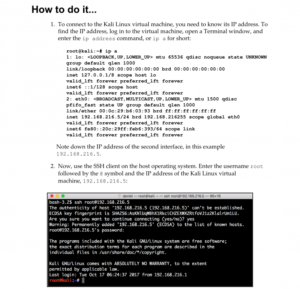 How to do it...
1. To connect to the Kali Linux virtual machine, you need to know its IP address. To
find the IP address, log in to the virtual machine, open a Terminal window, and
enter the ip address command, or ip a for short:
root@kali:~# ip a
1: lo: <LOOPBACK,UP,LOWER_UP> mtu 65536 qdisc noqueue state UNKNOWN
group default qlen 1000
link/loopback 00:00:00:00:00:00 brd 00:00:00:00:00:00
inet 127.0.0.1/8 scope host lo
valid_lft forever preferred_lft forever
inet6 ::1/128 scope host
valid_lft forever preferred_lft forever
2: eth0: <BROADCAST,MULTICAST,UP,LOWER_UP> mtu 1500 qdisc
pfifo_fast state UP group default qlen 1000
link/ether 00:0c:29:b8:03:93 brd ff:ff:ff:ff:ff:ff
inet 192.168.216.5/24 brd 192.168.216255 scope global eth0
valid_lft forever preferred_lft forever
inet6 fe80::20c:29ff:
scope link
valid_lft forever preferred_lft forever
Note down the IP address of the second interface, in this example
192.168.216.5.
2. Now, use the SSH client on the host operating system. Enter the username root
followed by the @ symbol and the IP address of the Kali Linux virtual
machine, 192.168.216.5:
bash-3.2$ ssh root@192.168.216.5
The authenticity of host '192.168.216.5 (192.168.216.5)' can't be established.
ECDSA key fingerprint is
Are you sure you want to continue connecting (yes/no)? yes
Warning: Permanently added '192.168.216.5' (ECDSA) to the list of known hosts.
root@192.168.216.5's password:
The programs included with the Kali GNU/Linux system are free software;
the exact distribution terms for each program are described in the
individual files in /usr/share/doc/*/copyright.
Kali GNU/Linux comes with ABSOLUTELY NO WARRANTY, to the extent
permitted by applicable law.
Last login: Tue Oct 17 06:24:37 2017 from 192.168.216.1
root@kali:~#